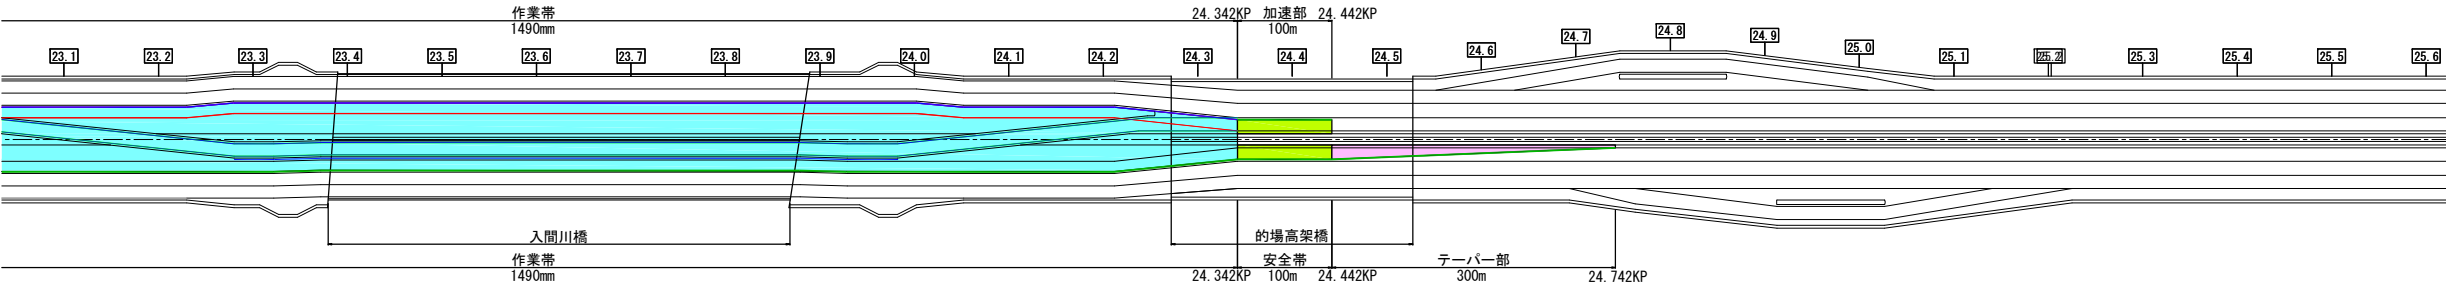 作業帯
24.342KP 加速部 24.442KP
1490mm 100m
23.1 23.2 23.3 23.4 23.5 23.6 23.7 23.8 23.9 24.0 24.1 24.2 24.3 24.4 24.5 24.6 24.7 24.8 24.9 25.0 25.1 25.2 25.3 25.4 25.5 25.6
入間川橋 的場高架橋
作業帯 安全帯 テーパー部
1490mm 24.342KP 100m 24.442KP 300m 24.742KP